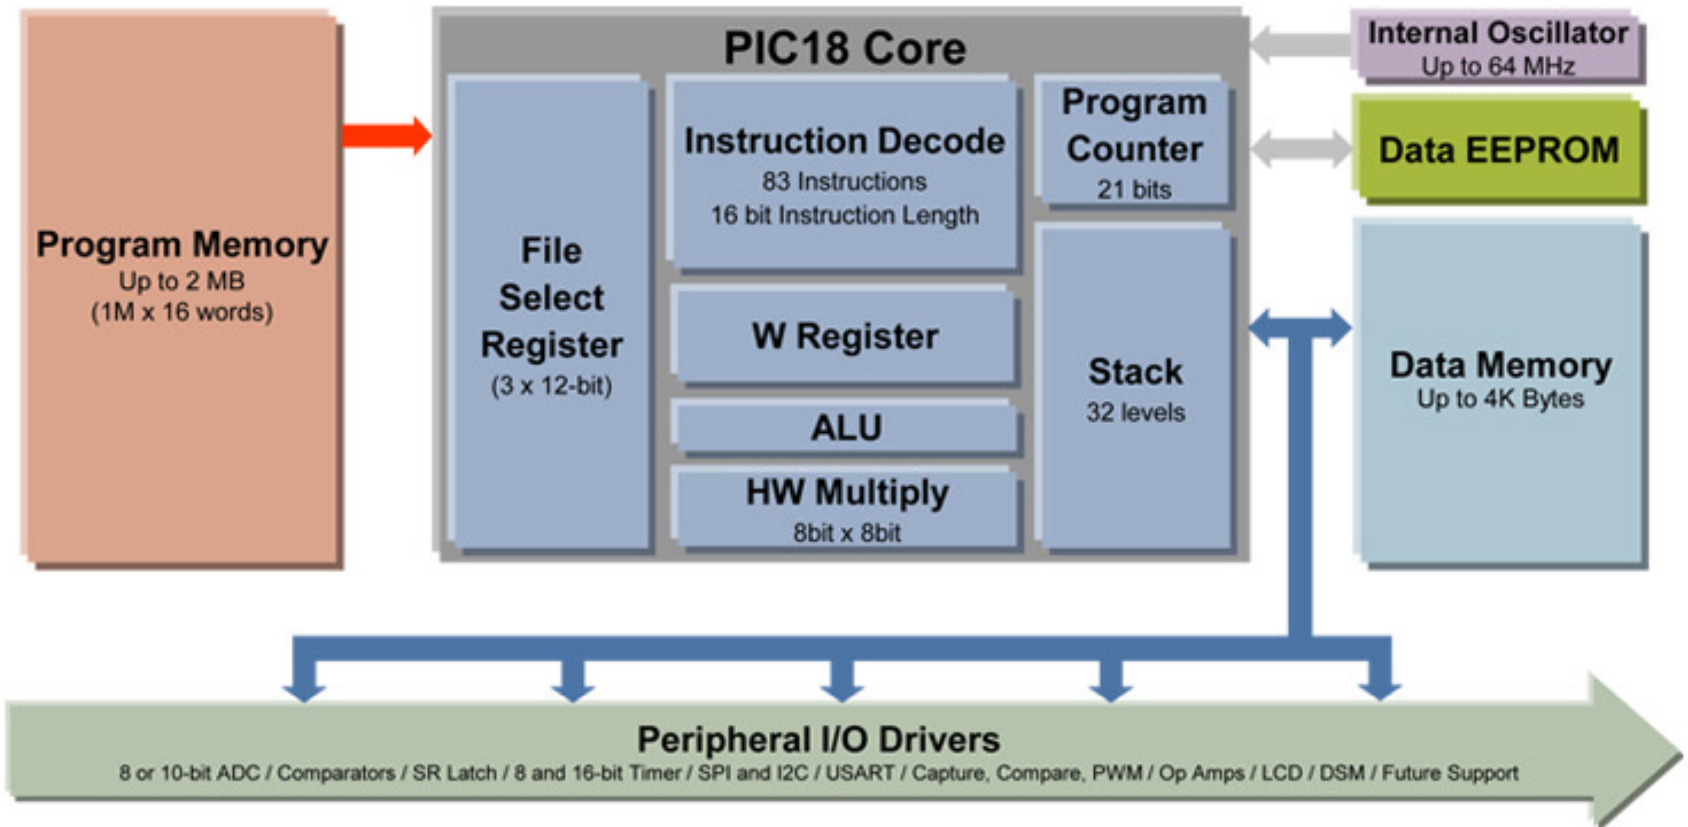 Program Memory
Up to 2 MB
(1M x 16 words)
PIC18 Core
File
Select
Register
(3 x 12-bit)
Instruction Decode
83 Instructions
16 bit Instruction Length
W Register
ALU
HW Multiply
8bit x 8bit
Program
Counter
21 bits
Stack
32 levels
Internal Oscillator
Up to 64 MHz
Data EEPROM
Data Memory
Up to 4K Bytes
Peripheral I/O Drivers
8 or 10-bit ADC / Comparators / SR Latch / 8 and 16-bit Timer / SPI and I2C / USART / Capture, Compare, PWM / Op Amps / LCD / DSM / Future Support